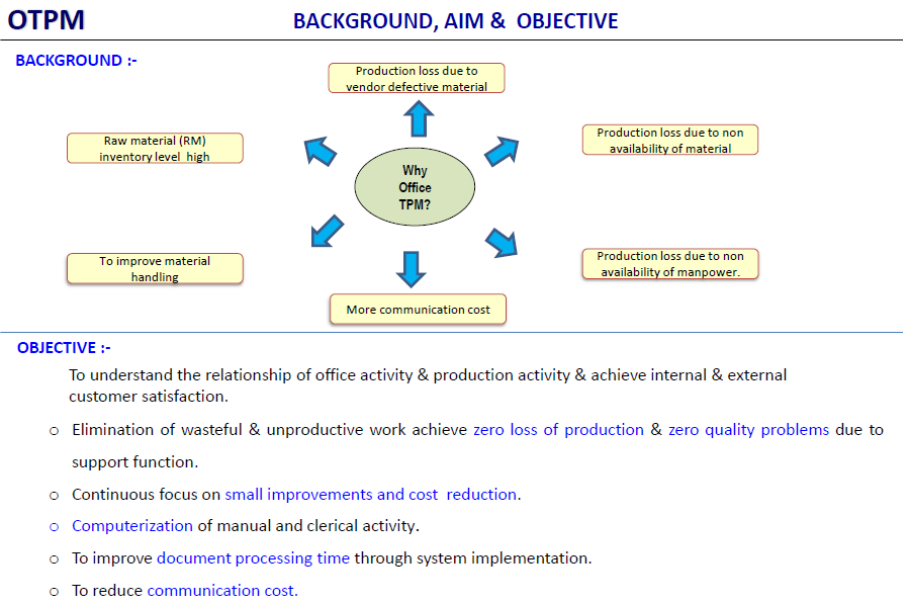 OTPM
BACKGROUND, AIM & OBJECTIVE
BACKGROUND :-
Production loss due to
vendor defective material
Raw material (RM)
inventory level high
Production loss due to non
availability of material
Why
Office
TPM?
To improve material
handling
Production loss due to non
availability of manpower.
More communication cost
OBJECTIVE :-
To understand the relationship of office activity & production activity & achieve internal & external
customer satisfaction.
o Elimination of wasteful & unproductive work achieve zero loss of production & zero quality problems due to
support function.
o Continuous focus on small improvements and cost reduction.
o Computerization of manual and clerical activity.
o To improve document processing time through system implementation.
o To reduce communication cost.